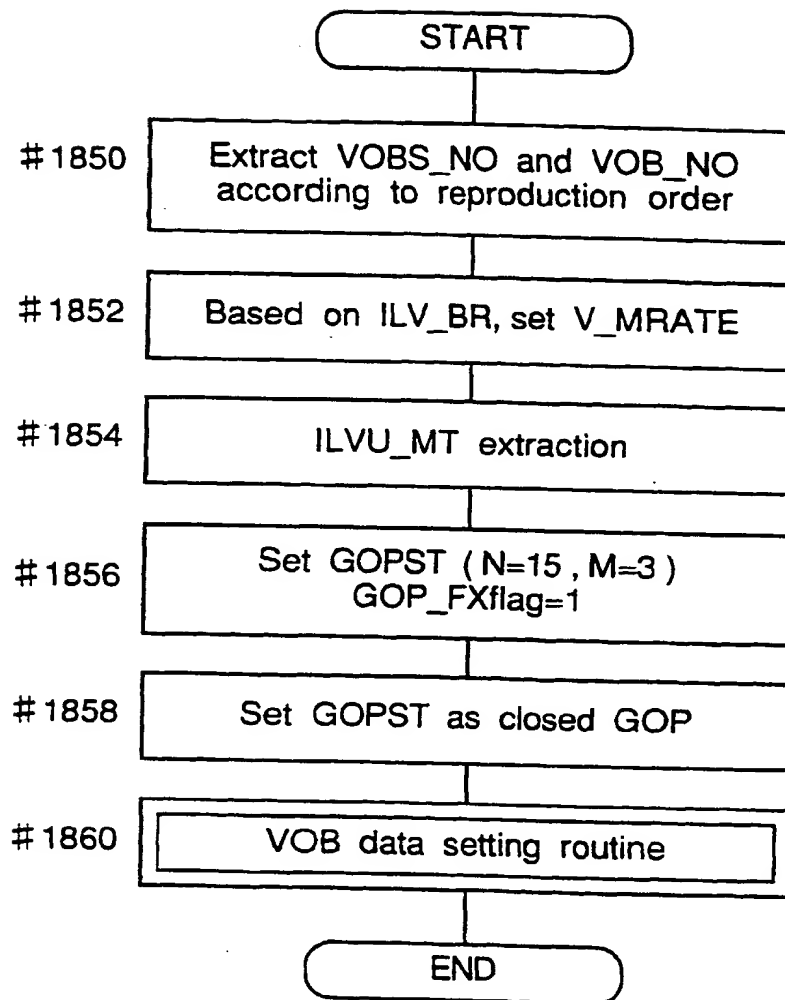 START
#1850
Extract VOBS_NO and VOB_NO
according to reproduction order
#1852
Based on ILV_BR, set V_MRATE
#1854
ILVU_MT extraction
#1856
Set GOPST (N=15, M=3)
GOP_FXflag=1
#1858
Set GOPST as closed GOP
#1860
VOB data setting routine
END